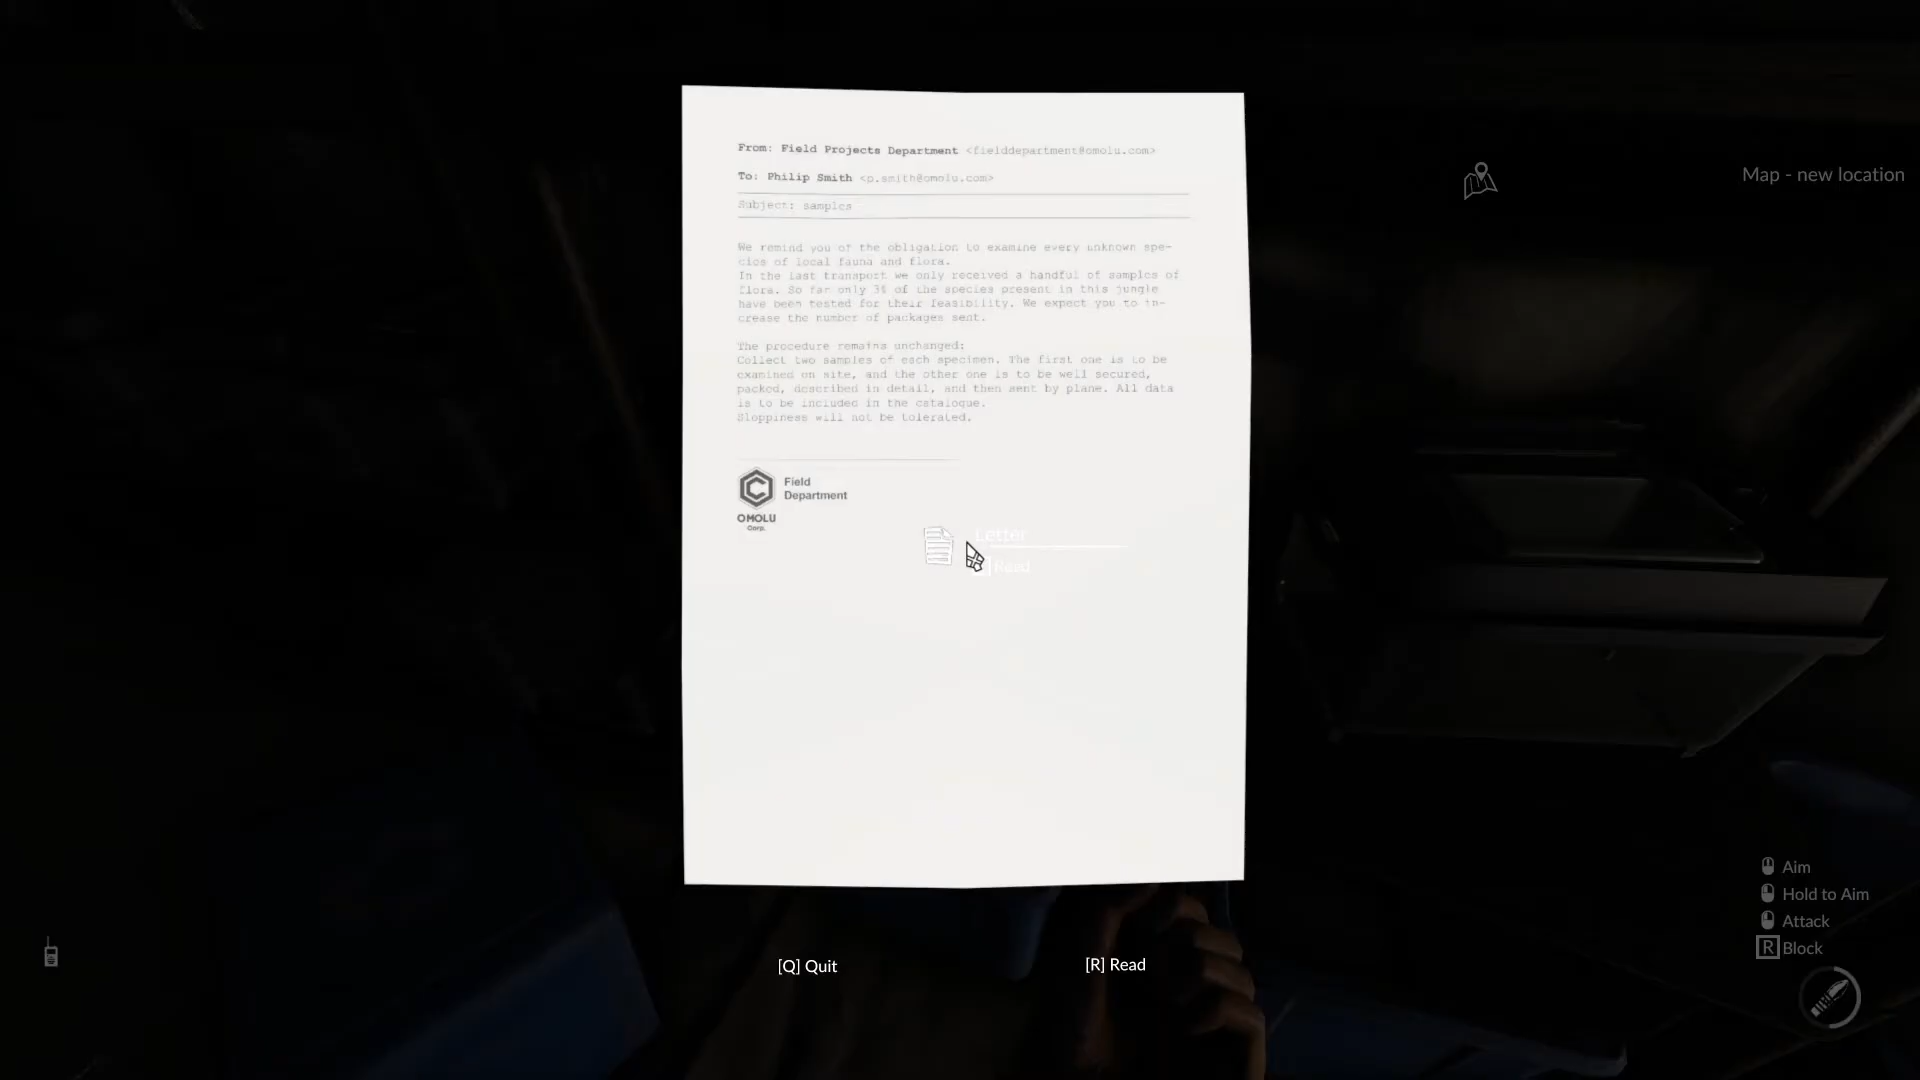 From: Field Projects Department <fielddepartment@omolu.com>
To: Philip Smith <p.smith@omolu.com>
Subject: samples
We remind you of the obligation to examine every unknown spe-
cies of local fauna and flora.
In the last transport we only received a handful of samples of
flora. So far only 3% of the species present in this jungle
have been tested for their feasibility. We expect you to in-
crease the number of packages sent.
The procedure remains unchanged:
Collect two samples of each specimen. The first one is to be
examined on site, and the other one is to be well secured,
packed, described in detail, and then sent by plane. All data
is to be included in the catalogue.
Sloppiness will not be tolerated.
Field
Department
OMOLU
Corp.
Letter
Read
Map - new location
Aim
Hold to Aim
Attack
[R] Block
[Q] Quit
[R] Read